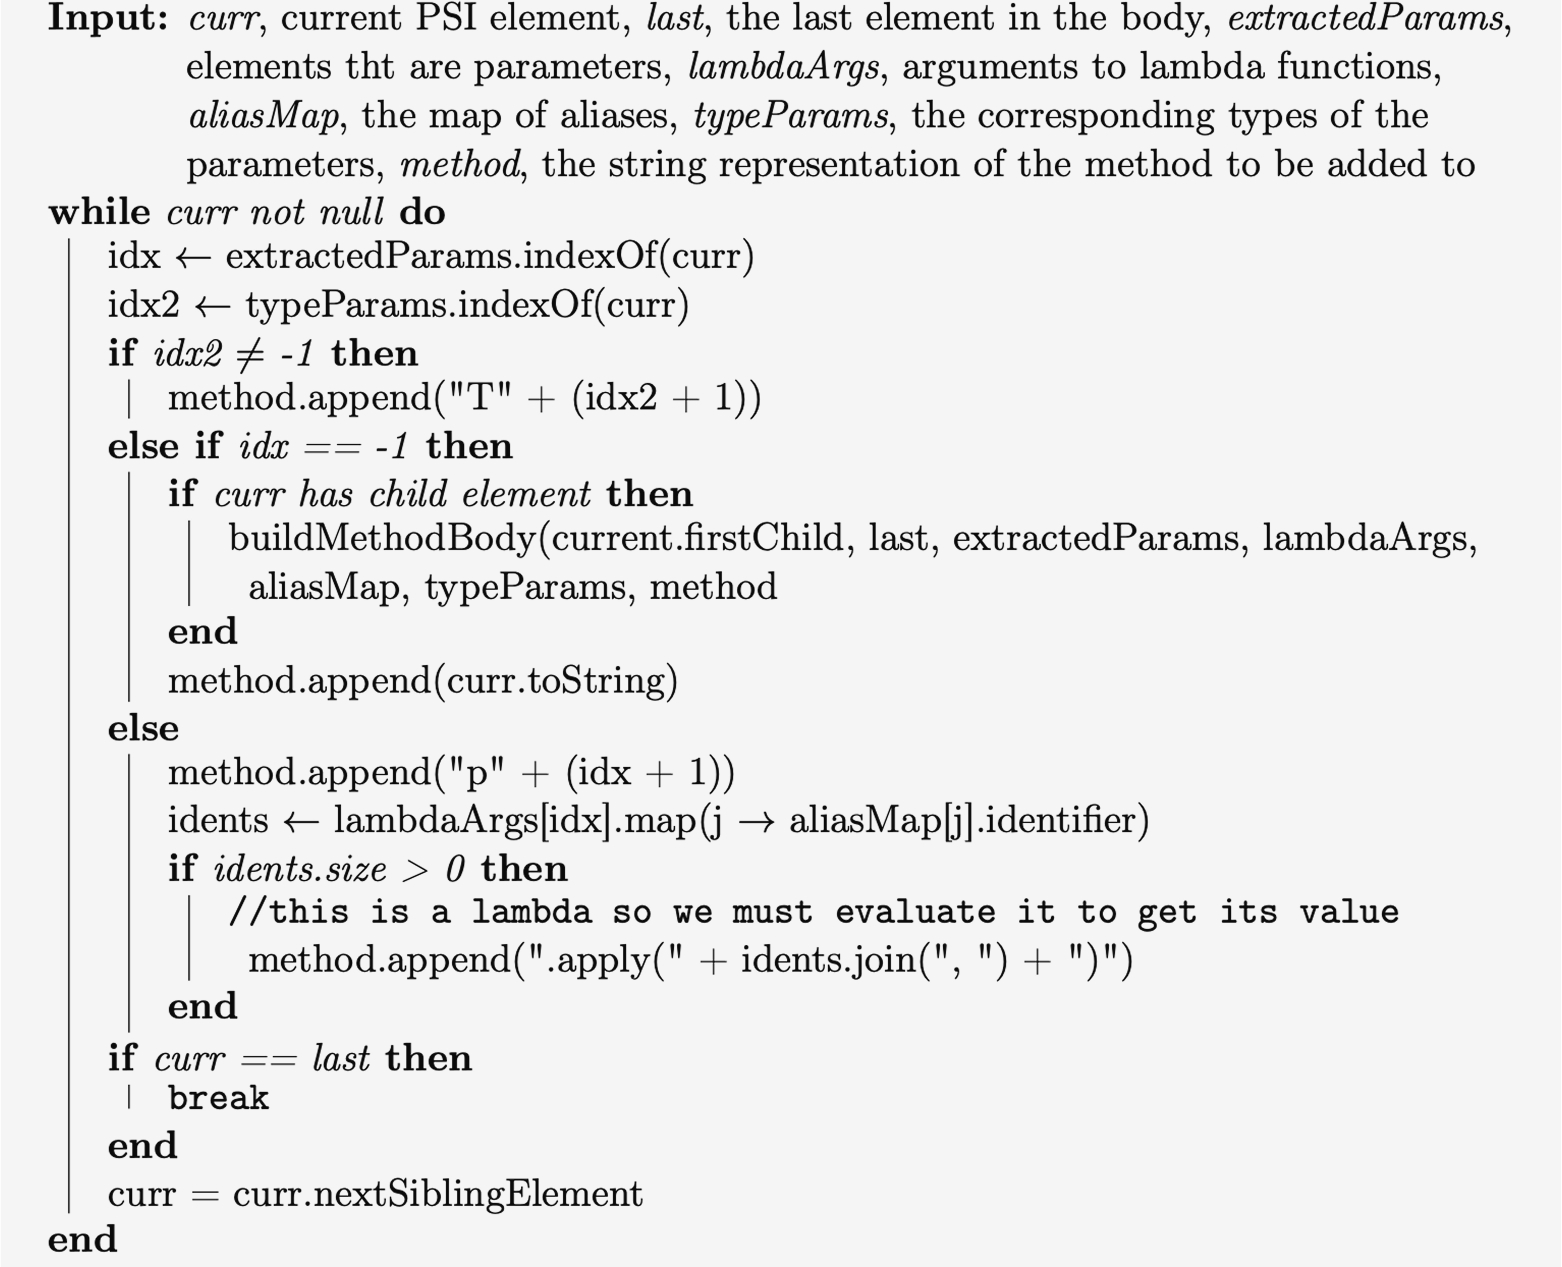 Input: curr, current PSI element, last, the last element in the body, extractedParams,
elements tht are parameters, lambdaArgs, arguments to lambda functions,
aliasMap, the map of aliases, typeParams, the corresponding types of the
parameters, method, the string representation of the method to be added to
while curr not null do
idx ← extractedParams.indexOf(curr)
idx2 ← typeParams.indexOf(curr)
if idx2 ≠ -1 then
method.append("T" + (idx2 + 1))
else if idx == -1 then
if curr has child element then
buildMethodBody(current.firstChild, last, extractedParams, lambdaArgs,
aliasMap, typeParams, method
end
method.append(curr.toString)
else
method.append("p" + (idx + 1))
idents ← lambdaArgs[idx].map(j → aliasMap[j].identifier)
if idents.size > 0 then
//this is a lambda so we must evaluate it to get its value
method.append(".apply(" + idents.join(", ") + ")")
end
if curr == last then
break
end
curr = curr.nextSiblingElement
end